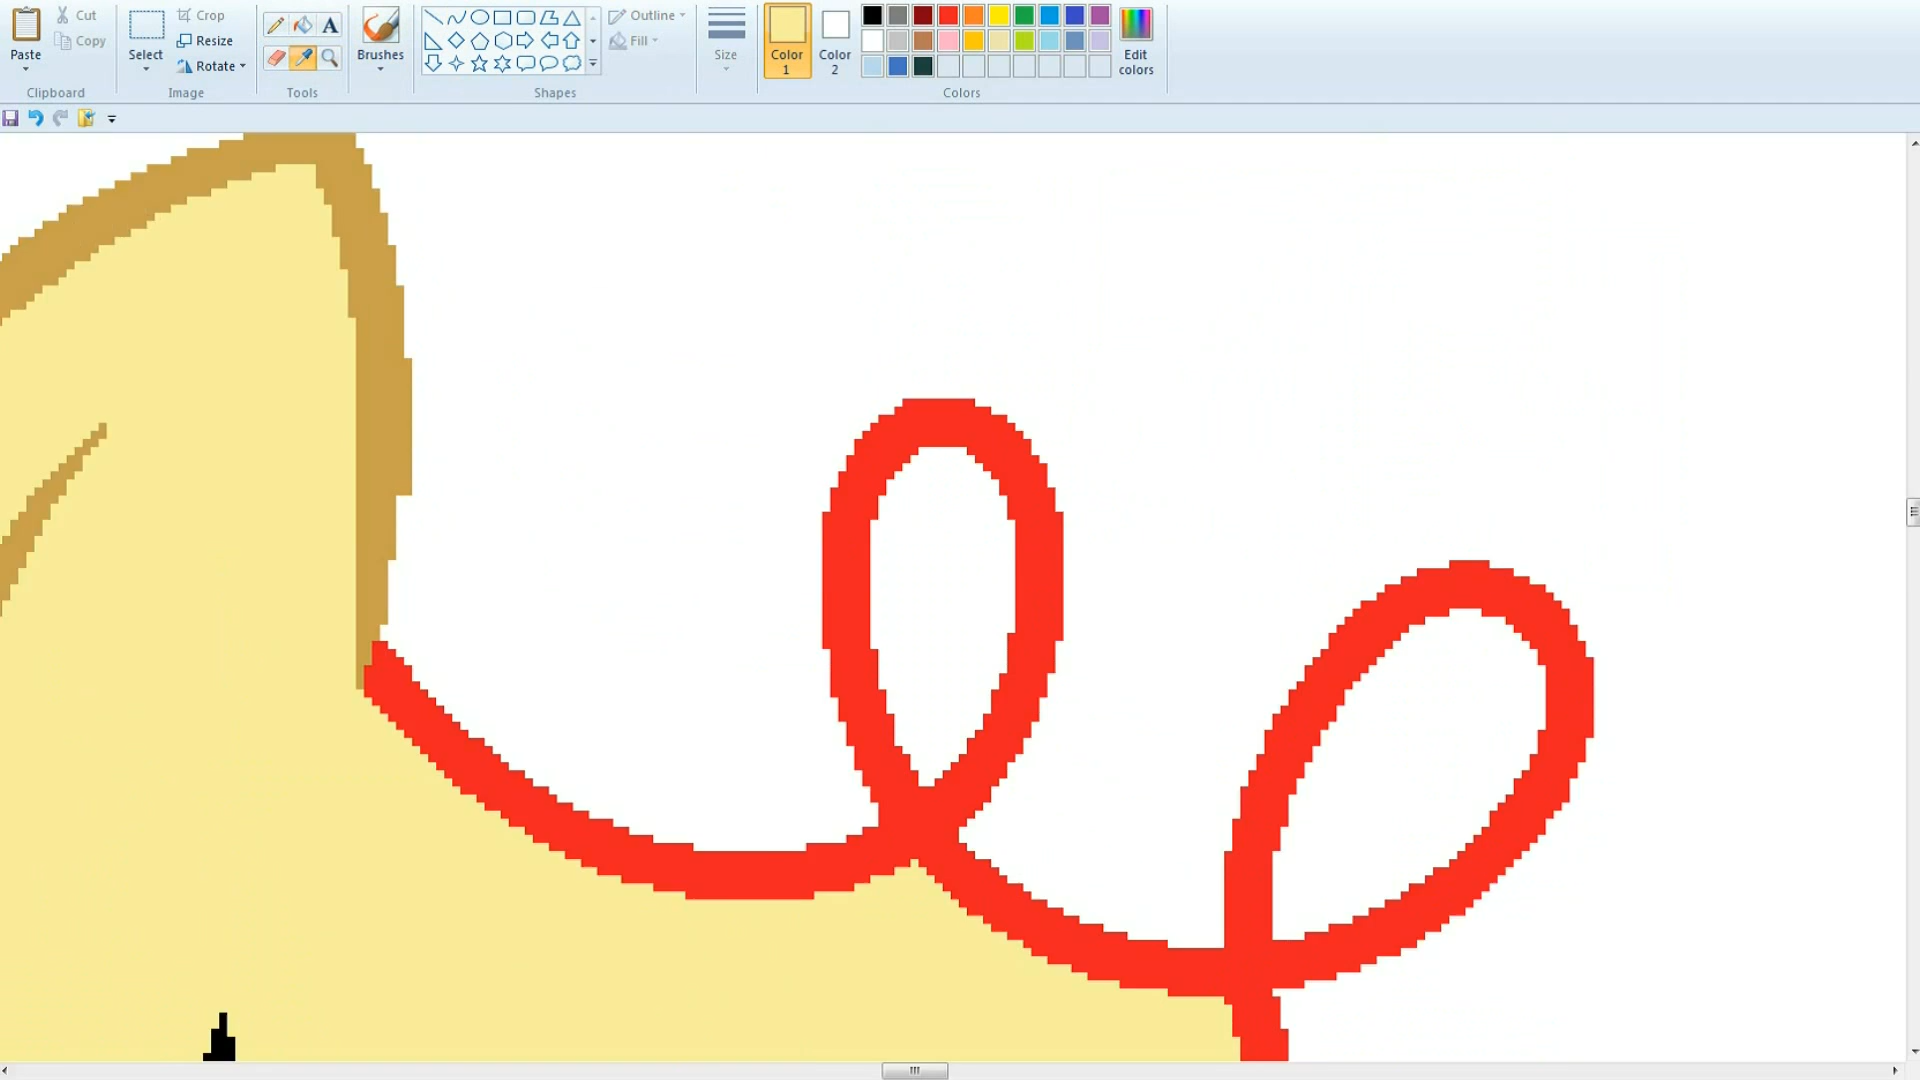 Paste
Cut
Copy
Clipboard
Select
Crop
Resize
Rotate
Image
A
Tools
Brushes
Shapes
Outline
Fill
Size
Color 1
Color 2
Edit colors
Colors